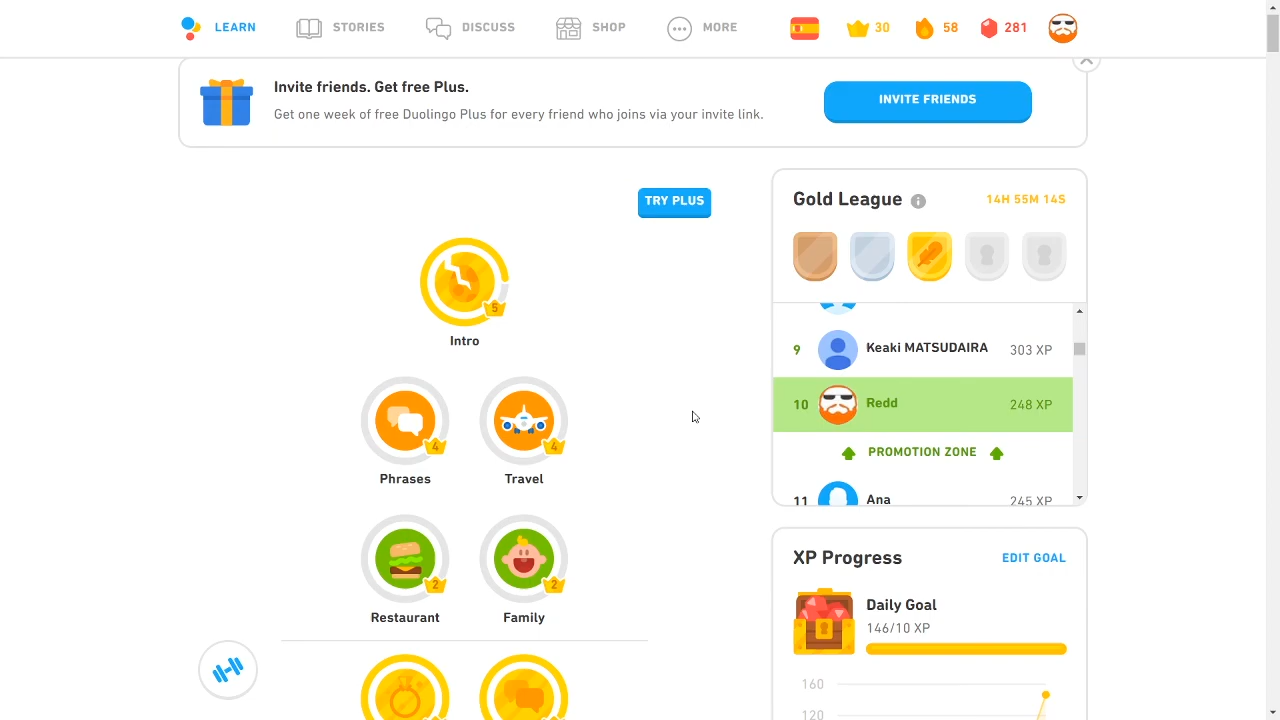 LEARN
STORIES
DISCUSS
SHOP
MORE
30
58
281
Invite friends. Get free Plus.
Get one week of free Duolingo Plus for every friend who joins via your invite link.
INVITE FRIENDS
TRY PLUS
5
Intro
4
Phrases
4
Travel
2
Restaurant
2
Family
Gold League
14H 55M 14S
9 Keaki MATSUDAIRA 303 XP
10 Redd 248 XP
PROMOTION ZONE
11 Ana 245 XP
XP Progress
EDIT GOAL
Daily Goal
146/10 XP
160
120